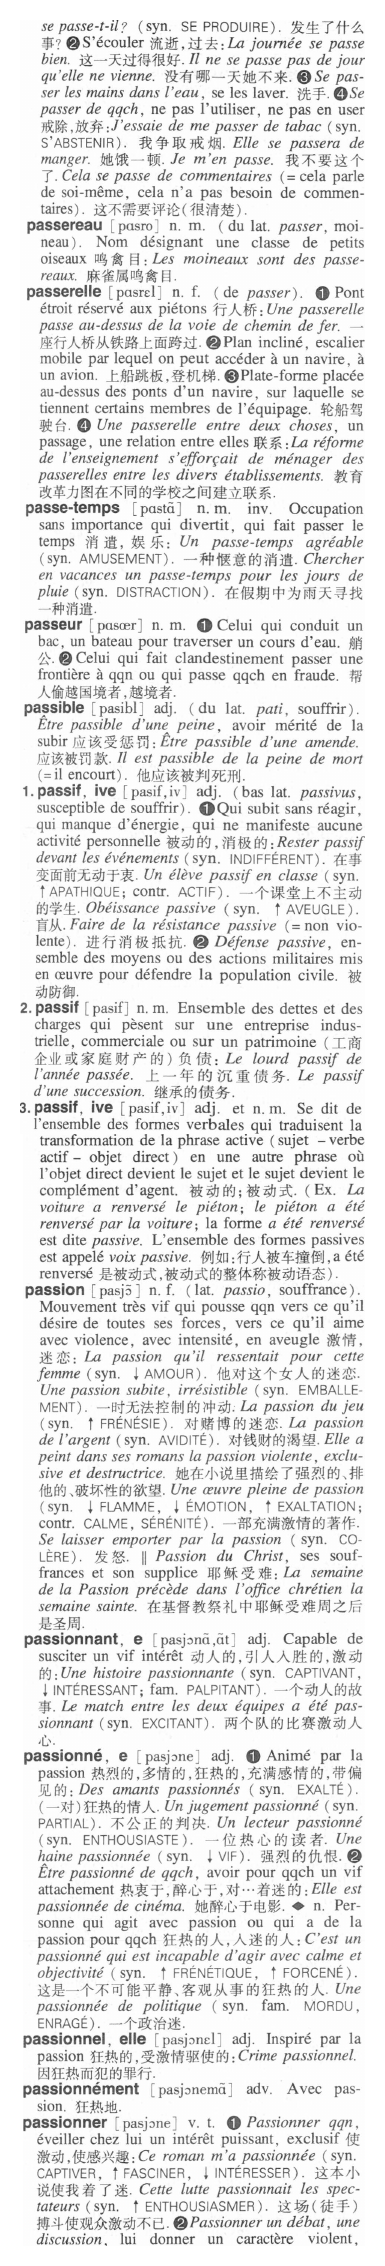 se passe-t-il? (syn. SE PRODUIRE). 发生了什么
事? ❷S'écouler 流逝,过去:La journée se passe
bien. 这一天过得很好. Il ne se passe pas de jour
qu'elle ne vienne. 没有哪一天她不来. ❸Se pas-
ser les mains dans l'eau, se les laver. 洗手. ❹Se
passer de qqch, ne pas l'utiliser, ne pas en user
戒除,放弃:J'essaie de me passer de tabac (syn.
S'ABSTENIR). 我争取戒烟. Elle se passera de
manger. 她饿一顿. Je m'en passe. 我不要这个
了. Cela se passe de commentaires (= cela parle
de soi-même, cela n'a pas besoin de commen-
taires). 这不需要评论(很清楚).
passereau [pɑsro] n. m. (du lat. passer, moi-
neau). Nom désignant une classe de petits
oiseaux 鸣禽目: Les moineaux sont des passe-
reaux. 麻雀属鸣禽目.
passerelle [pɑsrɛl] n. f. (de passer). ❶ Pont
étroit réservé aux piétons 行人桥:Une passerelle
passe au-dessus de la voie de chemin de fer. 一
座行人桥从铁路上面跨过. ❷Plan incliné, escalier
mobile par lequel on peut accéder à un navire, à
un avion. 上船跳板,登机梯. ❸Plate-forme placée
au-dessus des ponts d'un navire, sur laquelle se
tiennent certains membres de l'équipage. 轮船驾
驶台. ❹ Une passerelle entre deux choses, un
passage, une relation entre elles 联系:La réforme
de l'enseignement s'efforçait de ménager des
passerelles entre les divers établissements. 教育
改革力图在不同的学校之间建立联系.
passe-temps [pɑstɑ̃] n. m. inv. Occupation
sans importance qui divertit, qui fait passer le
temps 消遣,娱乐: Un passe-temps agréable
(syn. AMUSEMENT). 一种惬意的消遣. Chercher
en vacances un passe-temps pour les jours de
pluie (syn. DISTRACTION). 在假期中为雨天寻找
一种消遣.
passeur [pɑsœr] n. m. ❶ Celui qui conduit un
bac, un bateau pour traverser un cours d'eau. 艄
公. ❷ Celui qui fait clandestinement passer une
frontière à qqn ou qui passe qqch en fraude. 帮
人偷越国境者,越境者.
passible [pasibl] adj. (du lat. pati, souffrir).
Être passible d'une peine, avoir mérité de la
subir 应该受惩罚:Être passible d'une amende.
应该被罚款. Il est passible de la peine de mort
(= il encourt). 他应该被判死刑.
1. passif, ive [pasif,iv] adj. (bas lat. passivus,
susceptible de souffrir). ❶Qui subit sans réagir,
qui manque d'énergie, qui ne manifeste aucune
activité personnelle 被动的,消极的:Rester passif
devant les événements (syn. INDIFFÉRENT). 在事
变面前无动于衷. Un élève passif en classe (syn.
↑APATHIQUE; contr. ACTIF). 一个课堂上不主动
的学生. Obéissance passive (syn. ↑AVEUGLE).
盲从. Faire de la résistance passive (= non vio-
lente). 进行消极抵抗. ❷ Défense passive, en-
semble des moyens ou des actions militaires mis
en œuvre pour défendre la population civile. 被
动防御.
2. passif [pasif] n. m. Ensemble des dettes et des
charges qui pèsent sur une entreprise indus-
trielle, commerciale ou sur un patrimoine (工商
企业或家庭财产的)负债: Le lourd passif de
l'année passée. 上一年的沉重债务. Le passif
d'une succession. 继承的债务.
3. passif, ive [pasif,iv] adj. et n. m. Se dit de
l'ensemble des formes verbales qui traduisent la
transformation de la phrase active (sujet – verbe
actif – objet direct) en une autre phrase où
l'objet direct devient le sujet et le sujet devient le
complément d'agent. 被动的;被动式. (Ex. La
voiture a renversé le piéton; le piéton a été
renversé par la voiture; la forme a été renversé
est dite passive. L'ensemble des formes passives
est appelé voix passive. 例如:行人被车撞倒,a été
renversé 是被动式,被动式的整体称被动语态).
passion [pasjɔ̃] n. f. (lat. passio, souffrance).
Mouvement très vif qui pousse qqn vers ce qu'il
désire de toutes ses forces, vers ce qu'il aime
avec violence, avec intensité, en aveugle 激情,
迷恋: La passion qu'il ressentait pour cette
femme (syn. ↓AMOUR). 他对这个女人的迷恋.
Une passion subite, irrésistible (syn. EMBALLE-
MENT). 一时无法控制的冲动. La passion du jeu
(syn. ↑FRÉNÉSIE). 对赌博的迷恋. La passion
de l'argent (syn. AVIDITÉ). 对钱财的渴望. Elle a
peint dans ses romans la passion violente, exclu-
sive et destructrice. 她在小说里描绘了强烈的、排
他的、破坏性的欲望. Une œuvre pleine de passion
(syn. ↓FLAMME, ↓ÉMOTION, ↑EXALTATION;
contr. CALME, SÉRÉNITÉ). 一部充满激情的著作.
Se laisser emporter par la passion (syn. CO-
LÈRE). 发怒. ‖ Passion du Christ, ses souf-
frances et son supplice 耶稣受难: La semaine
de la Passion précède dans l'office chrétien la
semaine sainte. 在基督教祭礼中耶稣受难周之后
是圣周.
passionnant, e [pasjɔnɑ̃,ɑ̃t] adj. Capable de
susciter un vif intérêt 动人的,引人入胜的,激动
的:Une histoire passionnante (syn. CAPTIVANT,
↓INTÉRESSANT; fam. PALPITANT). 一个动人的故
事. Le match entre les deux équipes a été pas-
sionnant (syn. EXCITANT). 两个队的比赛激动人
心.
passionné, e [pasjɔne] adj. ❶ Animé par la
passion 热烈的,多情的,狂热的,充满感情的,带偏
见的: Des amants passionnés (syn. EXALTÉ).
(一对)狂热的情人. Un jugement passionné (syn.
PARTIAL). 不公正的判决. Un lecteur passionné
(syn. ENTHOUSIASTE). 一位热心的读者. Une
haine passionnée (syn. ↓VIF). 强烈的仇恨. ❷
Être passionné de qqch, avoir pour qqch un vif
attachement 热衷于,醉心于,对…着迷的:Elle est
passionnée de cinéma. 她醉心于电影. ◆ n. Per-
sonne qui agit avec passion ou qui a de la
passion pour qqch 狂热的人,入迷的人: C'est un
passionné qui est incapable d'agir avec calme et
objectivité (syn. ↑FRÉNÉTIQUE, ↑FORCENÉ).
这是一个不可能平静、客观从事的狂热的人. Une
passionnée de politique (syn. fam. MORDU,
ENRAGÉ). 一个政治迷.
passionnel, elle [pasjɔnɛl] adj. Inspiré par la
passion 狂热的,受激情驱使的:Crime passionnel.
因狂热而犯的罪行.
passionnément [pasjɔnemɑ̃] adv. Avec pas-
sion. 狂热地.
passionner [pasjɔne] v. t. ❶ Passionner qqn,
éveiller chez lui un intérêt puissant, exclusif 使
激动,使感兴趣:Ce roman m'a passionnée (syn.
CAPTIVER, ↑FASCINER, ↓INTÉRESSER). 这本小
说使我着了迷. Cette lutte passionnait les spec-
tateurs (syn. ↑ENTHOUSIASMER). 这场(徒手)
搏斗使观众激动不已. ❷Passionner un débat, une
discussion, lui donner un caractère violent,